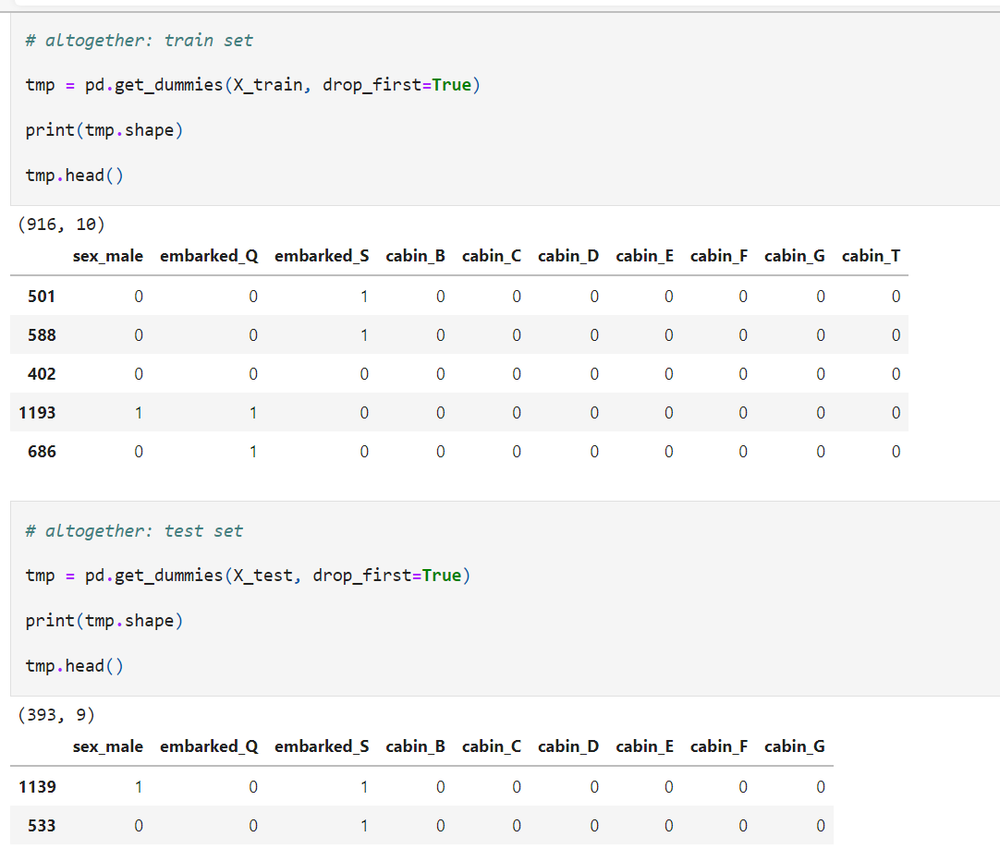 # altogether: train set
tmp = pd.get_dummies(X_train, drop_first=True)
print(tmp.shape)
tmp.head()
(916, 10)
sex_male embarked_Q embarked_S cabin_B cabin_C cabin_D cabin_E cabin_F cabin_G cabin_T
501 0 0 1 0 0 0 0 0 0 0
588 0 0 1 0 0 0 0 0 0 0
402 0 0 0 0 0 0 0 0 0 0
1193 1 1 0 0 0 0 0 0 0 0
686 0 1 0 0 0 0 0 0 0 0
# altogether: test set
tmp = pd.get_dummies(X_test, drop_first=True)
print(tmp.shape)
tmp.head()
(393, 9)
sex_male embarked_Q embarked_S cabin_B cabin_C cabin_D cabin_E cabin_F cabin_G
1139 1 0 1 0 0 0 0 0 0
533 0 0 1 0 0 0 0 0 0